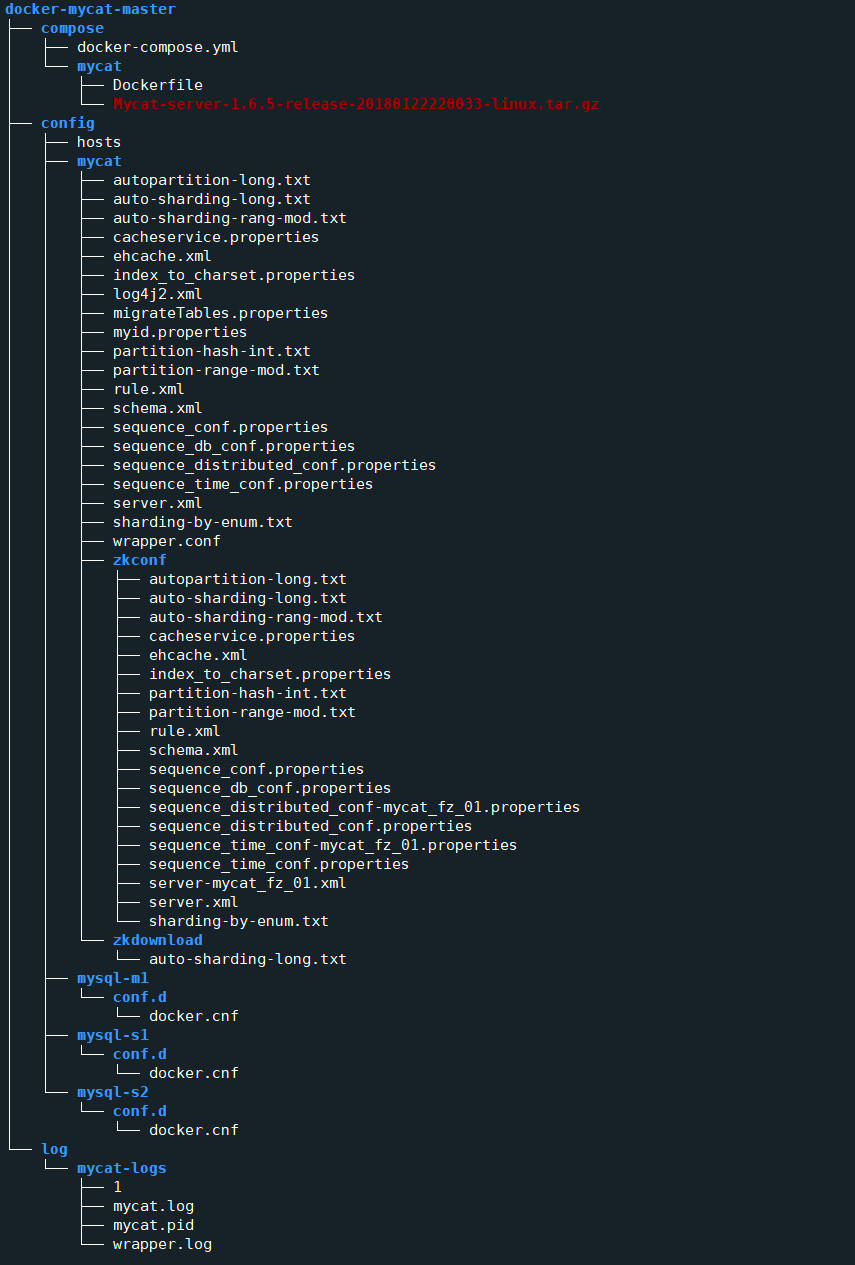 docker-mycat-master
├── compose
│   ├── docker-compose.yml
│   └── mycat
│       ├── Dockerfile
│       └── Mycat-server-1.6.5-release-20180122220033-linux.tar.gz
├── config
│   ├── hosts
│   ├── mycat
│   │   ├── autopartition-long.txt
│   │   ├── auto-sharding-long.txt
│   │   ├── auto-sharding-rang-mod.txt
│   │   ├── cacheservice.properties
│   │   ├── ehcache.xml
│   │   ├── index_to_charset.properties
│   │   ├── log4j2.xml
│   │   ├── migrateTables.properties
│   │   ├── myid.properties
│   │   ├── partition-hash-int.txt
│   │   ├── partition-range-mod.txt
│   │   ├── rule.xml
│   │   ├── schema.xml
│   │   ├── sequence_conf.properties
│   │   ├── sequence_db_conf.properties
│   │   ├── sequence_distributed_conf.properties
│   │   ├── sequence_time_conf.properties
│   │   ├── server.xml
│   │   ├── sharding-by-enum.txt
│   │   ├── wrapper.conf
│   │   ├── zkconf
│   │   │   ├── autopartition-long.txt
│   │   │   ├── auto-sharding-long.txt
│   │   │   ├── auto-sharding-rang-mod.txt
│   │   │   ├── cacheservice.properties
│   │   │   ├── ehcache.xml
│   │   │   ├── index_to_charset.properties
│   │   │   ├── partition-hash-int.txt
│   │   │   ├── partition-range-mod.txt
│   │   │   ├── rule.xml
│   │   │   ├── schema.xml
│   │   │   ├── sequence_conf.properties
│   │   │   ├── sequence_db_conf.properties
│   │   │   ├── sequence_distributed_conf-mycat_fz_01.properties
│   │   │   ├── sequence_distributed_conf.properties
│   │   │   ├── sequence_time_conf-mycat_fz_01.properties
│   │   │   ├── sequence_time_conf.properties
│   │   │   ├── server-mycat_fz_01.xml
│   │   │   ├── server.xml
│   │   │   └── sharding-by-enum.txt
│   │   └── zkdownload
│   │       └── auto-sharding-long.txt
│   ├── mysql-m1
│   │   └── conf.d
│   │       └── docker.cnf
│   ├── mysql-s1
│   │   └── conf.d
│   │       └── docker.cnf
│   └── mysql-s2
│       └── conf.d
│           └── docker.cnf
└── log
    └── mycat-logs
        ├── 1
        ├── mycat.log
        ├── mycat.pid
        └── wrapper.log